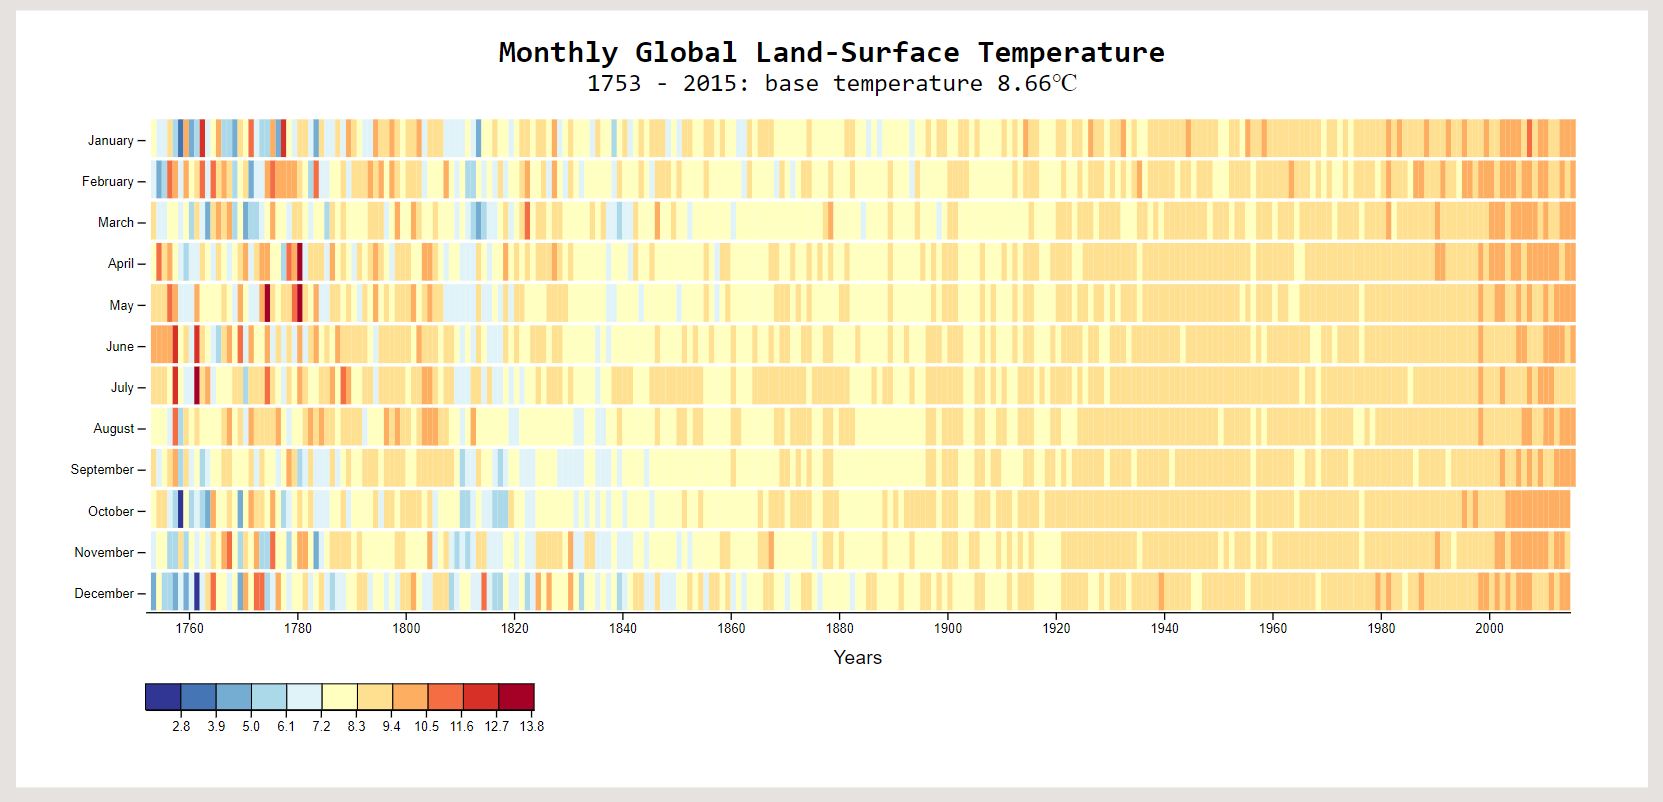 Monthly Global Land-Surface Temperature
1753 - 2015: base temperature 8.66℃
January
February
March
April
May
June
July
August
September
October
November
December
1760 1780 1800 1820 1840 1860 1880 1900 1920 1940 1960 1980 2000
Years
2.8 3.9 5.0 6.1 7.2 8.3 9.4 10.5 11.6 12.7 13.8